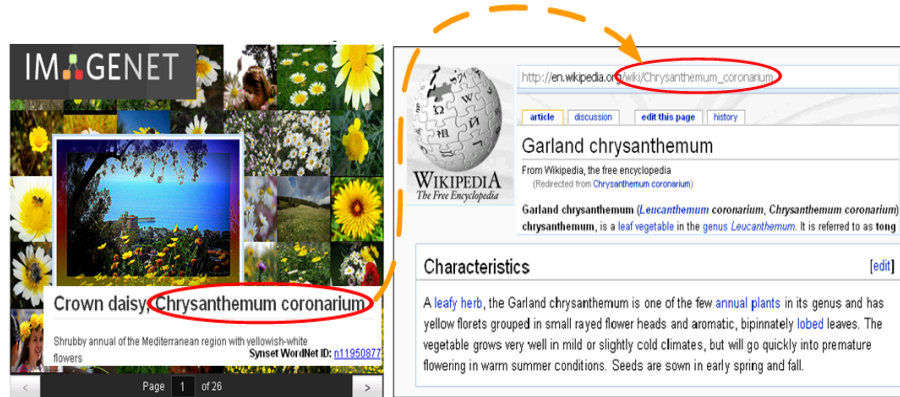 IMAGENET
Crown daisy, Chrysanthemum coronarium
Shrubby annual of the Mediterranean region with yellowish-white
flowers
Synset WordNet ID: n11950877
< Page 1 of 26 >
http://en.wikipedia.org/wiki/Chrysanthemum_coronarium
WIKIPEDIA
The Free Encyclopedia
article discussion edit this page history
Garland chrysanthemum
From Wikipedia, the free encyclopedia
(Redirected from Chrysanthemum coronarium)
Garland chrysanthemum (Leucanthemum coronarium, Chrysanthemum coronarium)
chrysanthemum, is a leaf vegetable in the genus Leucanthemum. It is referred to as tong
Characteristics [edit]
A leafy herb, the Garland chrysanthemum is one of the few annual plants in its genus and has
yellow florets grouped in small rayed flower heads and aromatic, bipinnately lobed leaves. The
vegetable grows very well in mild or slightly cold climates, but will go quickly into premature
flowering in warm summer conditions. Seeds are sown in early spring and fall.